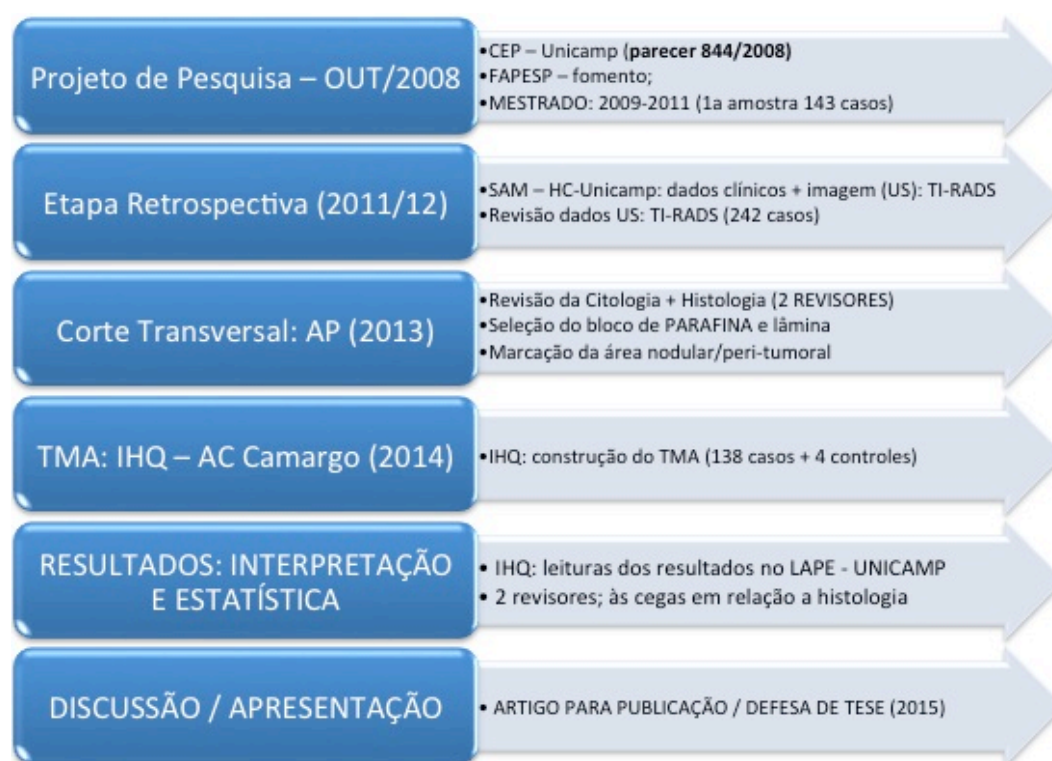 Projeto de Pesquisa – OUT/2008
•CEP – Unicamp (parecer 844/2008)
•FAPESP – fomento;
•MESTRADO: 2009-2011 (1a amostra 143 casos)
Etapa Retrospectiva (2011/12)
•SAM – HC-Unicamp: dados clínicos + imagem (US): TI-RADS
•Revisão dados US: TI-RADS (242 casos)
Corte Transversal: AP (2013)
•Revisão da Citologia + Histologia (2 REVISORES)
•Seleção do bloco de PARAFINA e lâmina
•Marcação da área nodular/peri-tumoral
TMA: IHQ – AC Camargo (2014)
•IHQ: construção do TMA (138 casos + 4 controles)
RESULTADOS: INTERPRETAÇÃO
E ESTATÍSTICA
• IHQ: leituras dos resultados no LAPE - UNICAMP
• 2 revisores; às cegas em relação a histologia
DISCUSSÃO / APRESENTAÇÃO
• ARTIGO PARA PUBLICAÇÃO / DEFESA DE TESE (2015)